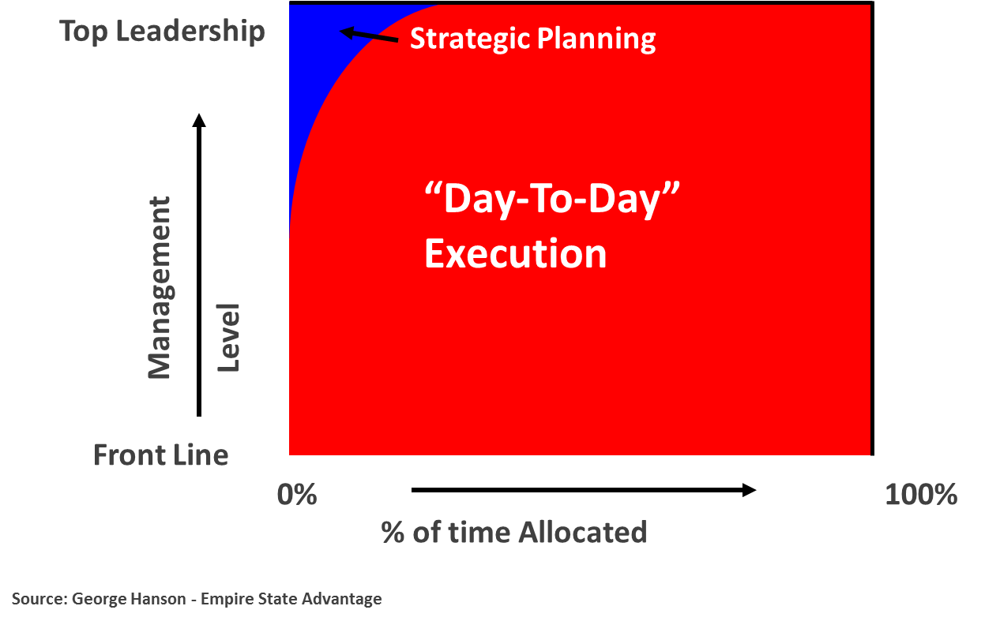 Top Leadership
Strategic Planning
“Day-To-Day”
Execution
Management
Level
Front Line
0%
100%
% of time Allocated
Source: George Hanson - Empire State Advantage